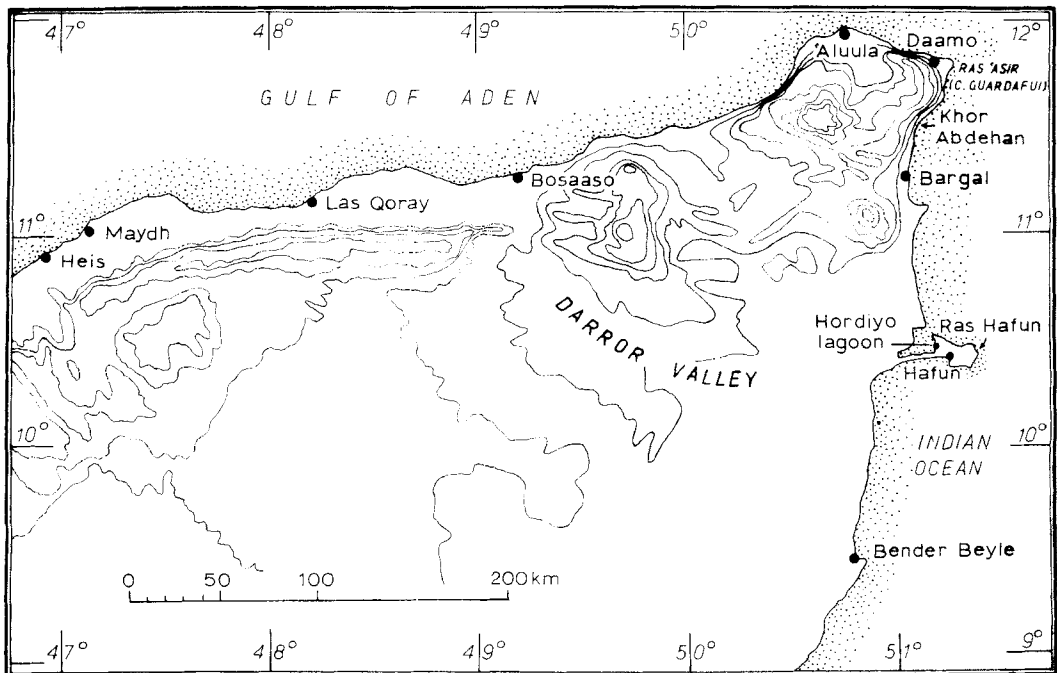 47° 48° 49° 50° 12°
Aluula Daamo
RAS 'ASIR
(C. GUARDAFUI)
GULF OF ADEN
Khor
Abdehan
Bosaaso Bargal
Las Qoray
11° Maydh 11°
Heis
DARROR VALLEY
Hordiyo Ras Hafun
lagoon
Hafun
10° INDIAN 10°
OCEAN
Bender Beyle
0 50 100 200 km
47° 48° 49° 50° 51° 9°